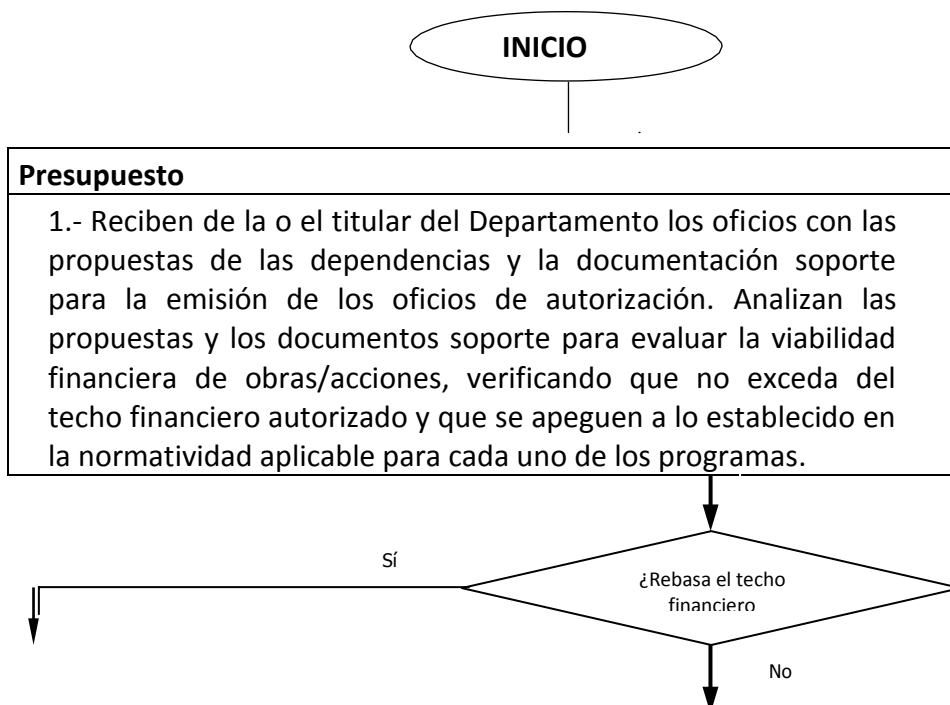 INICIO
Presupuesto
1.- Reciben de la o el titular del Departamento los oficios con las
propuestas de las dependencias y la documentación soporte
para la emisión de los oficios de autorización. Analizan las
propuestas y los documentos soporte para evaluar la viabilidad
financiera de obras/acciones, verificando que no exceda del
techo financiero autorizado y que se apeguen a lo establecido en
la normatividad aplicable para cada uno de los programas.
Sí
¿Rebasa el techo
financiero
No